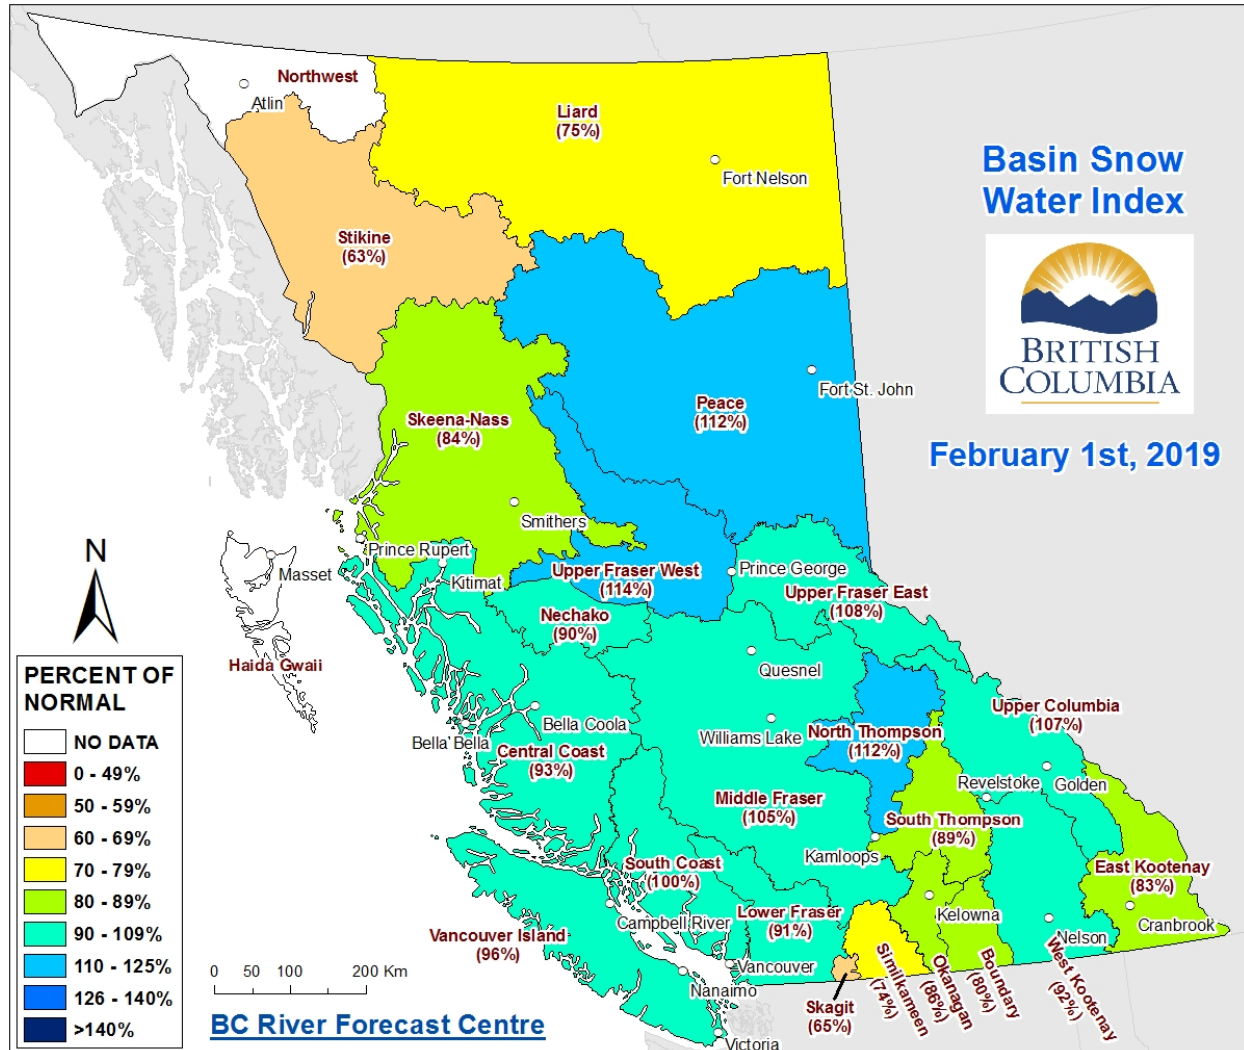 Northwest
Atlin
Liard
(75%)
Fort Nelson
Basin Snow
Water Index
Stikine
(63%)
BRITISH
COLUMBIA
Fort St. John
Peace
(112%)
Skeena-Nass
(84%)
February 1st, 2019
Smithers
N
Prince Rupert
Masset
Kitimat
Upper Fraser West
(114%)
Prince George
Upper Fraser East
(108%)
Nechako
(90%)
Haida Gwaii
Quesnel
PERCENT OF
NORMAL
NO DATA
0 - 49%
50 - 59%
60 - 69%
70 - 79%
80 - 89%
90 - 109%
110 - 125%
126 - 140%
>140%
Upper Columbia
(107%)
Bella Coola
Bella Bella
Williams Lake
North Thompson
(112%)
Central Coast
(93%)
Revelstoke
Golden
Middle Fraser
(105%)
South Thompson
(89%)
Kamloops
South Coast
(100%)
East Kootenay
(83%)
Campbell River
Lower Fraser
(91%)
Kelowna
Cranbrook
Nelson
Vancouver Island
(96%)
Vancouver
Nanaimo
Similkameen
(74%)
Okanagan
(86%)
Boundary
(80%)
West Kootenay
(92%)
Skagit
(65%)
0 50 100 200 Km
BC River Forecast Centre
Victoria